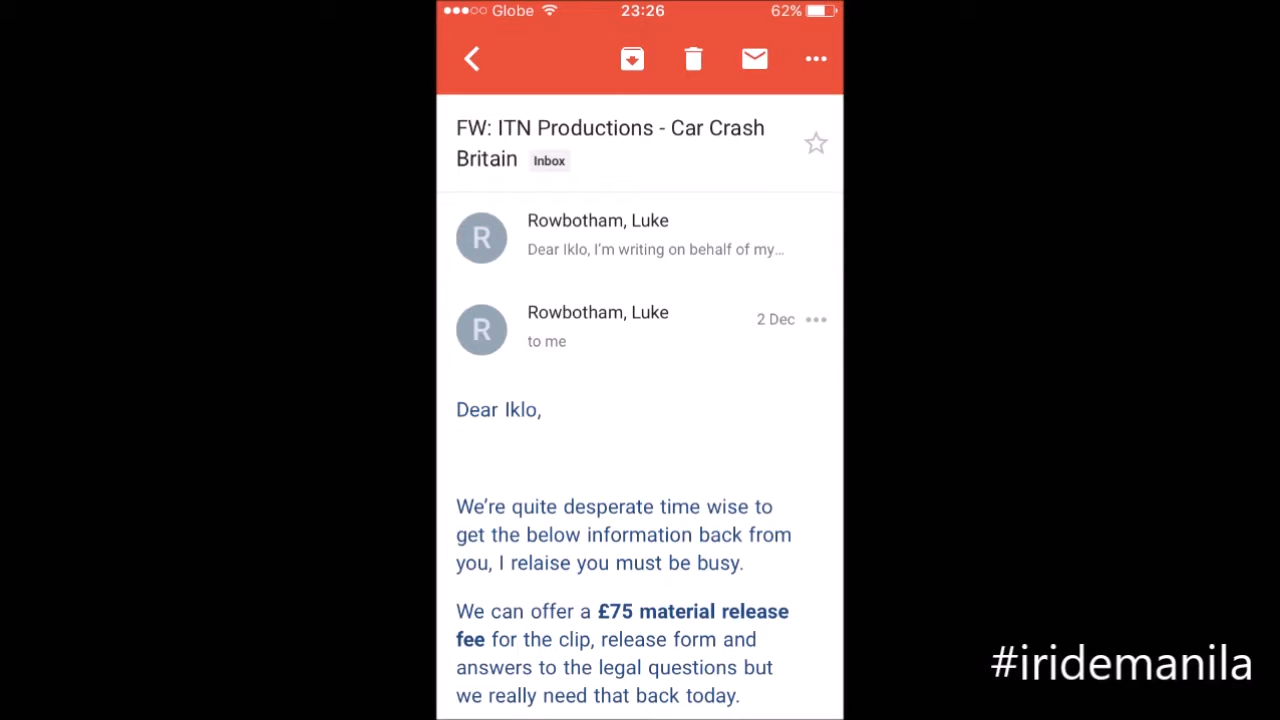 Globe 23:26 62%
FW: ITN Productions - Car Crash
Britain Inbox
R
Rowbotham, Luke
Dear Iklo, I'm writing on behalf of my...
R
Rowbotham, Luke
2 Dec
to me
Dear Iklo,
We're quite desperate time wise to
get the below information back from
you, I relaise you must be busy.
We can offer a £75 material release
fee for the clip, release form and
answers to the legal questions but
we really need that back today.
#iridemanila